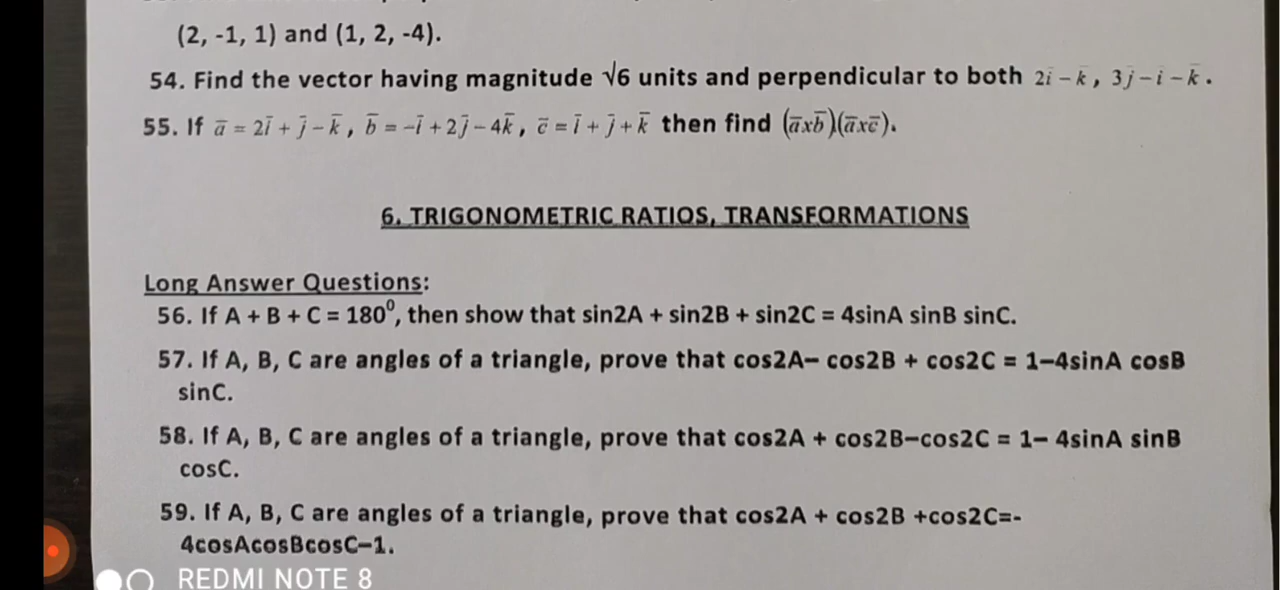 (2, -1, 1) and (1, 2, -4).
54. Find the vector having magnitude √6 units and perpendicular to both 2i̅ – k̅ , 3j̅ – i̅ – k̅ .
55. If a̅ = 2i̅ + j̅ – k̅ , b̅ = –i̅ + 2j̅ – 4k̅ , c̅ = i̅ + j̅ + k̅ then find (a̅xb̅)(a̅xc̅).
6. TRIGONOMETRIC RATIOS, TRANSFORMATIONS
Long Answer Questions:
56. If A + B + C = 180⁰, then show that sin2A + sin2B + sin2C = 4sinA sinB sinC.
57. If A, B, C are angles of a triangle, prove that cos2A– cos2B + cos2C = 1–4sinA cosB
sinC.
58. If A, B, C are angles of a triangle, prove that cos2A + cos2B–cos2C = 1– 4sinA sinB
cosC.
59. If A, B, C are angles of a triangle, prove that cos2A + cos2B +cos2C=-
4cosAcosBcosC–1.
REDMI NOTE 8